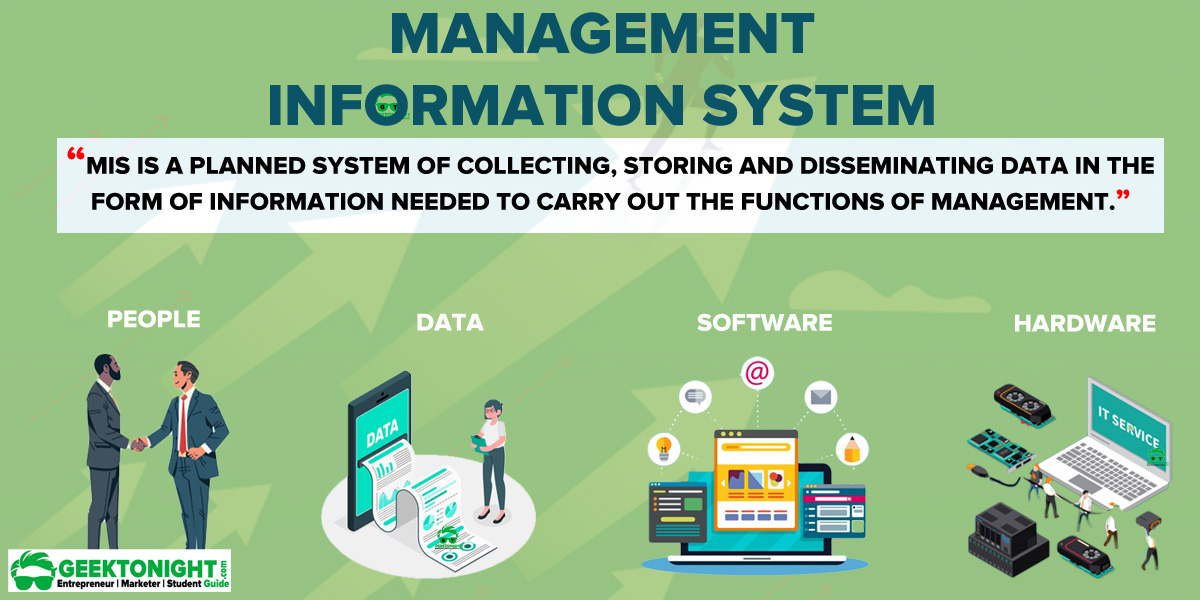 MANAGEMENT
INFORMATION SYSTEM
“MIS IS A PLANNED SYSTEM OF COLLECTING, STORING AND DISSEMINATING DATA IN THE
FORM OF INFORMATION NEEDED TO CARRY OUT THE FUNCTIONS OF MANAGEMENT.”
PEOPLE
DATA
SOFTWARE
HARDWARE
DATA
@
IT SERVICE
GEEKTONIGHT.com
Entrepreneur | Marketer | Student Guide